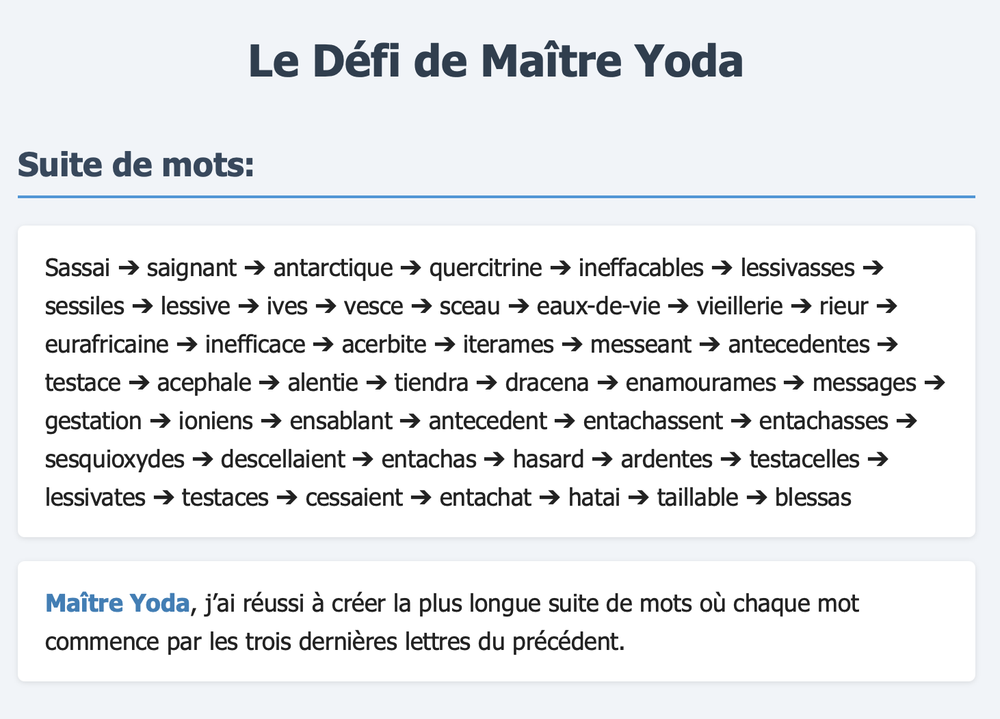 Le Défi de Maître Yoda
Suite de mots:
Sassai ➔ saignant ➔ antarctique ➔ quercitrine ➔ ineffacables ➔ lessivasses ➔
sessiles ➔ lessive ➔ ives ➔ vesce ➔ sceau ➔ eaux-de-vie ➔ vieillerie ➔ rieur ➔
eurafricaine ➔ inefficace ➔ acerbite ➔ iterames ➔ messeant ➔ antecedentes ➔
testace ➔ acephale ➔ alentie ➔ tiendra ➔ dracena ➔ enamourames ➔ messages ➔
gestation ➔ ioniens ➔ ensablant ➔ antecedent ➔ entachassent ➔ entachasses ➔
sesquioxydes ➔ descellaient ➔ entachas ➔ hasard ➔ ardentes ➔ testacelles ➔
lessivates ➔ testaces ➔ cessaient ➔ entachat ➔ hatai ➔ taillable ➔ blessas
Maître Yoda, j’ai réussi à créer la plus longue suite de mots où chaque mot
commence par les trois dernières lettres du précédent.